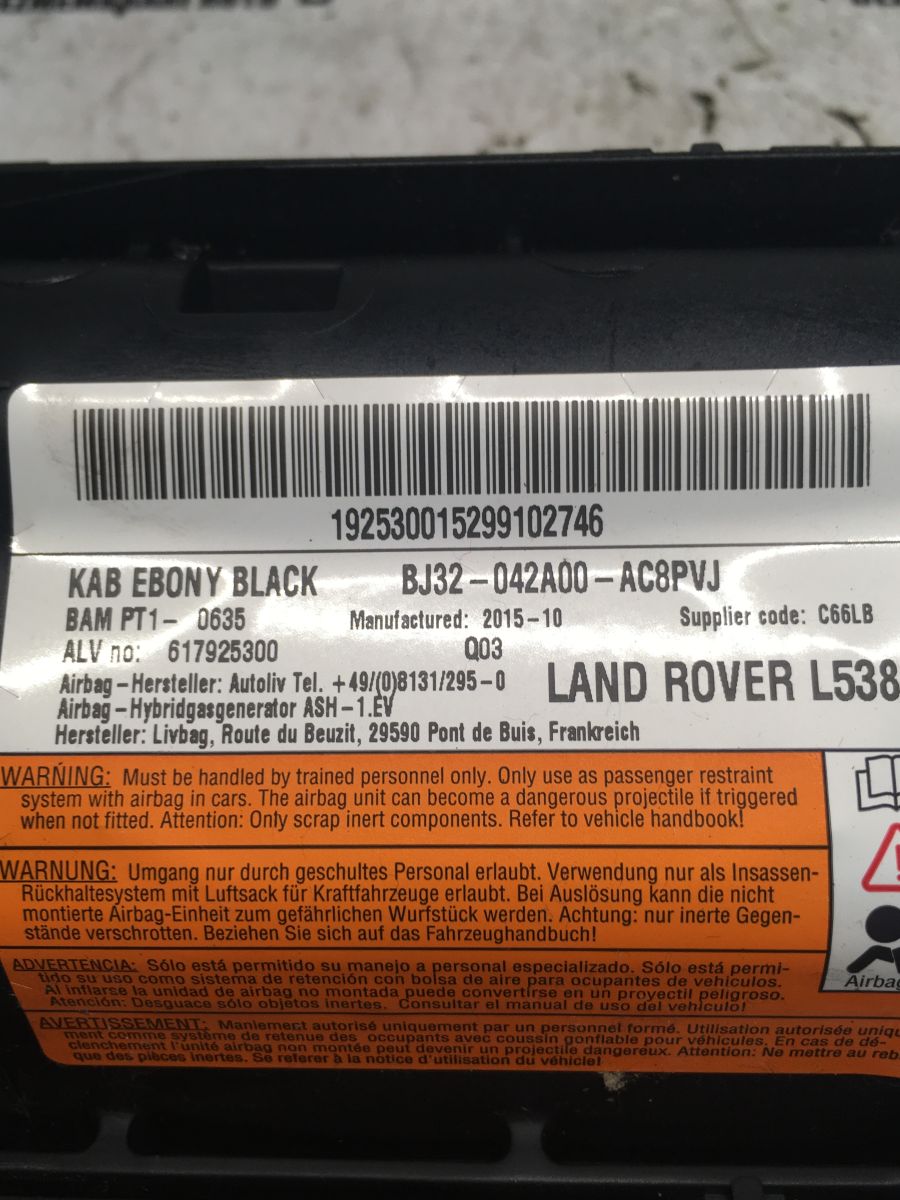 192530015299102746
KAB EBONY BLACK BJ32-042A00-AC8PVJ
BAM PT1- 0635 Manufactured: 2015-10 Supplier code: C66LB
ALV no: 617925300 Q03
Airbag-Hersteller: Autoliv Tel. +49/(0)8131/295-0
LAND ROVER L538
Airbag-Hybridgasgenerator ASH-1.EV
Hersteller: Livbag, Route du Beuzit, 29590 Pont de Buis, Frankreich
WARNING: Must be handled by trained personnel only. Only use as passenger restraint
system with airbag in cars. The airbag unit can become a dangerous projectile if triggered
when not fitted. Attention: Only scrap inert components. Refer to vehicle handbook!
WARNUNG: Umgang nur durch geschultes Personal erlaubt. Verwendung nur als Insassen-
Rückhaltesystem mit Luftsack für Kraftfahrzeuge erlaubt. Bei Auslösung kann die nicht
montierte Airbag-Einheit zum gefährlichen Wurfstück werden. Achtung: nur inerte Gegen-
stände verschrotten. Beziehen Sie sich auf das Fahrzeughandbuch!
ADVERTENCIA: Sólo está permitido su manejo a personal especializado. Sólo está permi-
tido su uso como sistema de retención con bolsa de aire para ocupantes de vehículos.
Al inflarse la unidad de airbag no montada puede convertirse en un proyectil peligroso.
Atención: Desguace sólo objetos inertes. Consultar el manual de uso del vehículo!
AVERTISSEMENT: Maniement autorisé uniquement par un personnel formé. Utilisation autorisée uniqu
ment comme système de retenue des occupants avec coussin gonflable pour véhicules. En cas de dé-
clenchement l'unité airbag non montée peut devenir un projectile dangereux. Attention: Ne mettre au reb
que des pièces inertes. Se referer à la notice d'utilisation du véhicule!
Airbag